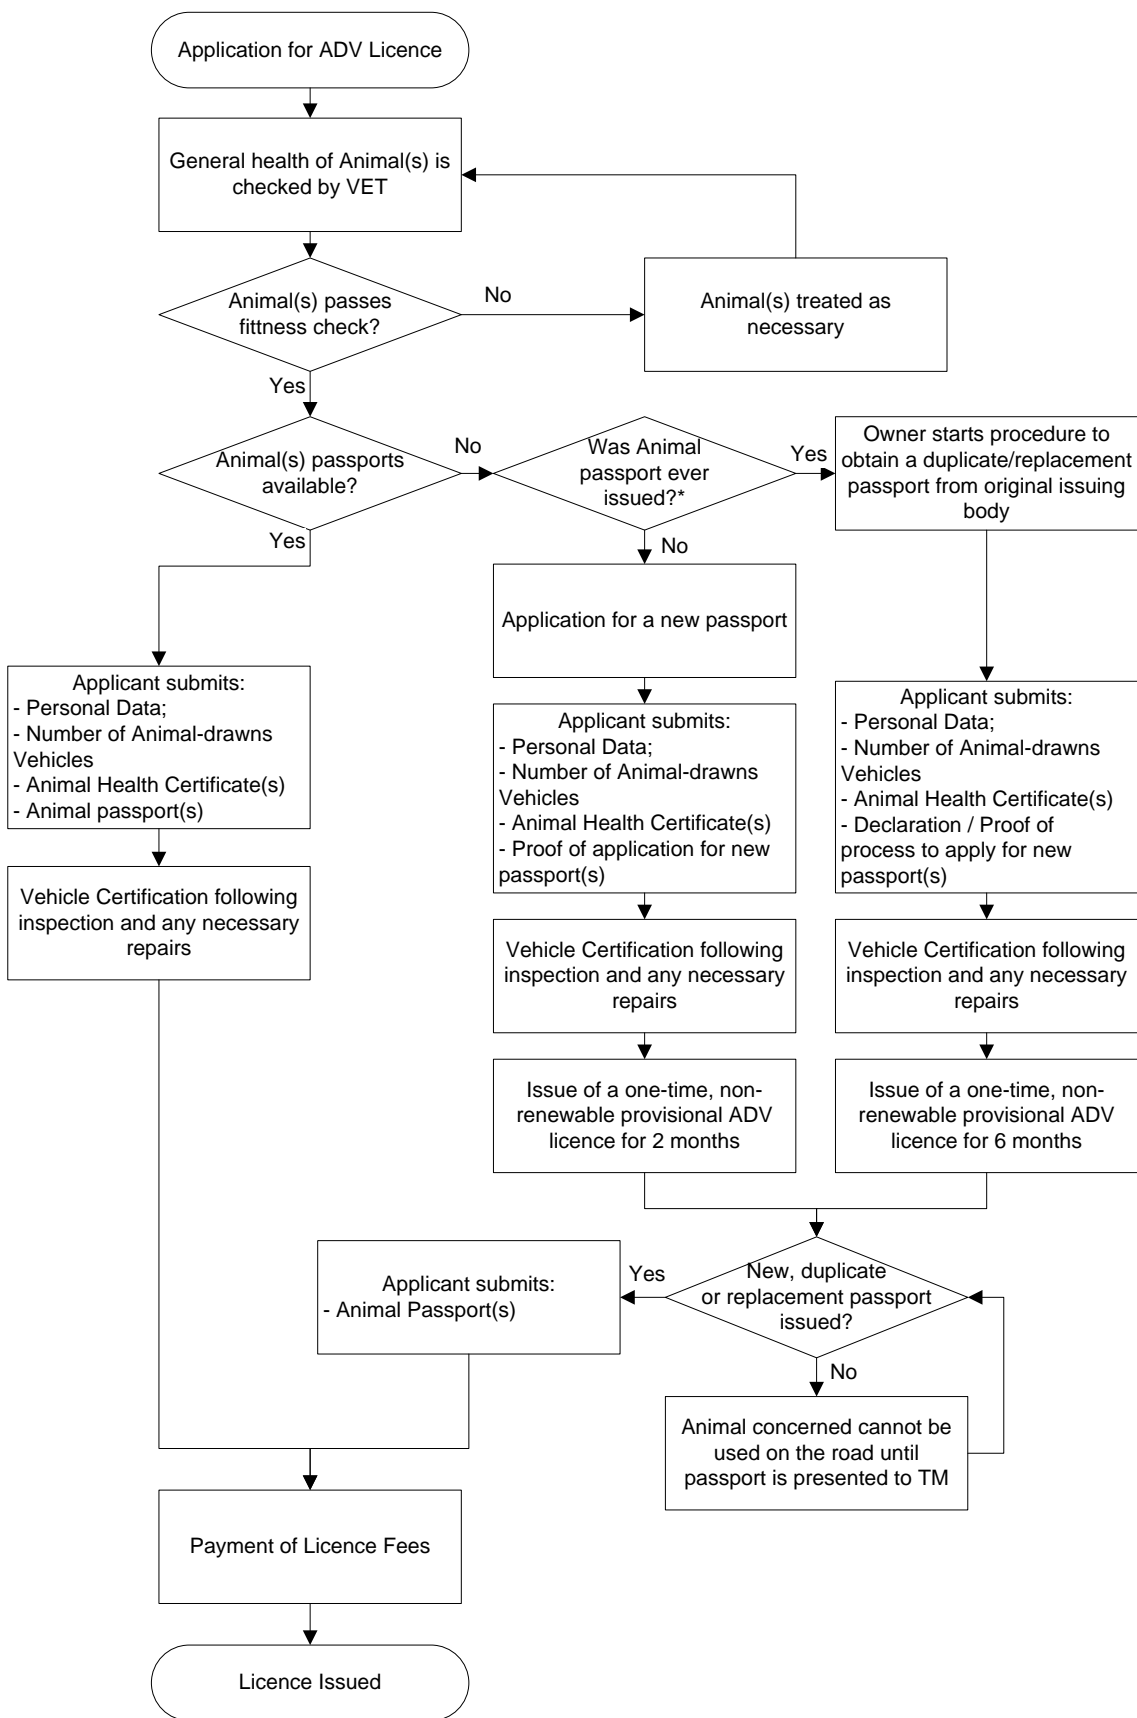 Application for ADV Licence
General health of Animal(s) is
checked by VET
Animal(s) passes
fittness check?
No
Animal(s) treated as
necessary
Yes
Animal(s) passports
available?
No
Was Animal
passport ever
issued?*
Yes
Owner starts procedure to
obtain a duplicate/replacement
passport from original issuing
body
Yes
No
Application for a new passport
Applicant submits:
- Personal Data;
- Number of Animal-drawns
Vehicles
- Animal Health Certificate(s)
- Animal passport(s)
Applicant submits:
- Personal Data;
- Number of Animal-drawns
Vehicles
- Animal Health Certificate(s)
- Proof of application for new
passport(s)
Applicant submits:
- Personal Data;
- Number of Animal-drawns
Vehicles
- Animal Health Certificate(s)
- Declaration / Proof of
process to apply for new
passport(s)
Vehicle Certification following
inspection and any necessary
repairs
Vehicle Certification following
inspection and any necessary
repairs
Vehicle Certification following
inspection and any necessary
repairs
Issue of a one-time, non-
renewable provisional ADV
licence for 2 months
Issue of a one-time, non-
renewable provisional ADV
licence for 6 months
New, duplicate
or replacement passport
issued?
Yes
Applicant submits:
- Animal Passport(s)
No
Animal concerned cannot be
used on the road until
passport is presented to TM
Payment of Licence Fees
Licence Issued